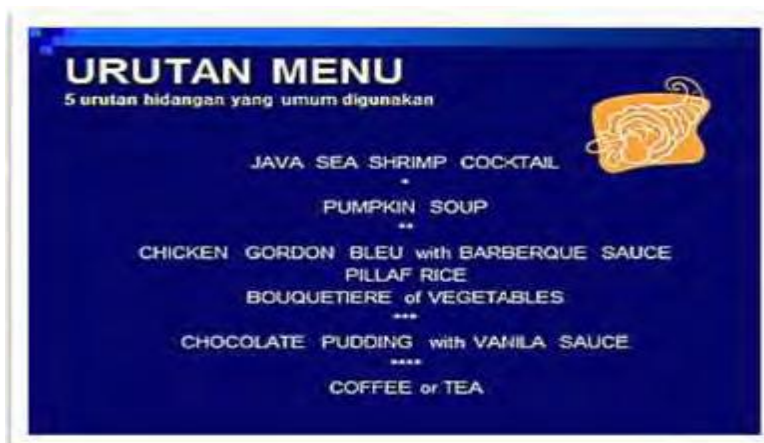 URUTAN MENU
5 urutan hidangan yang umum digunakan
JAVA SEA SHRIMP COCKTAIL
*
PUMPKIN SOUP
**
CHICKEN GORDON BLEU with BARBERQUE SAUCE
PILLAF RICE
BOUQUETIERE of VEGETABLES
***
CHOCOLATE PUDDING with VANILA SAUCE
****
COFFEE or TEA